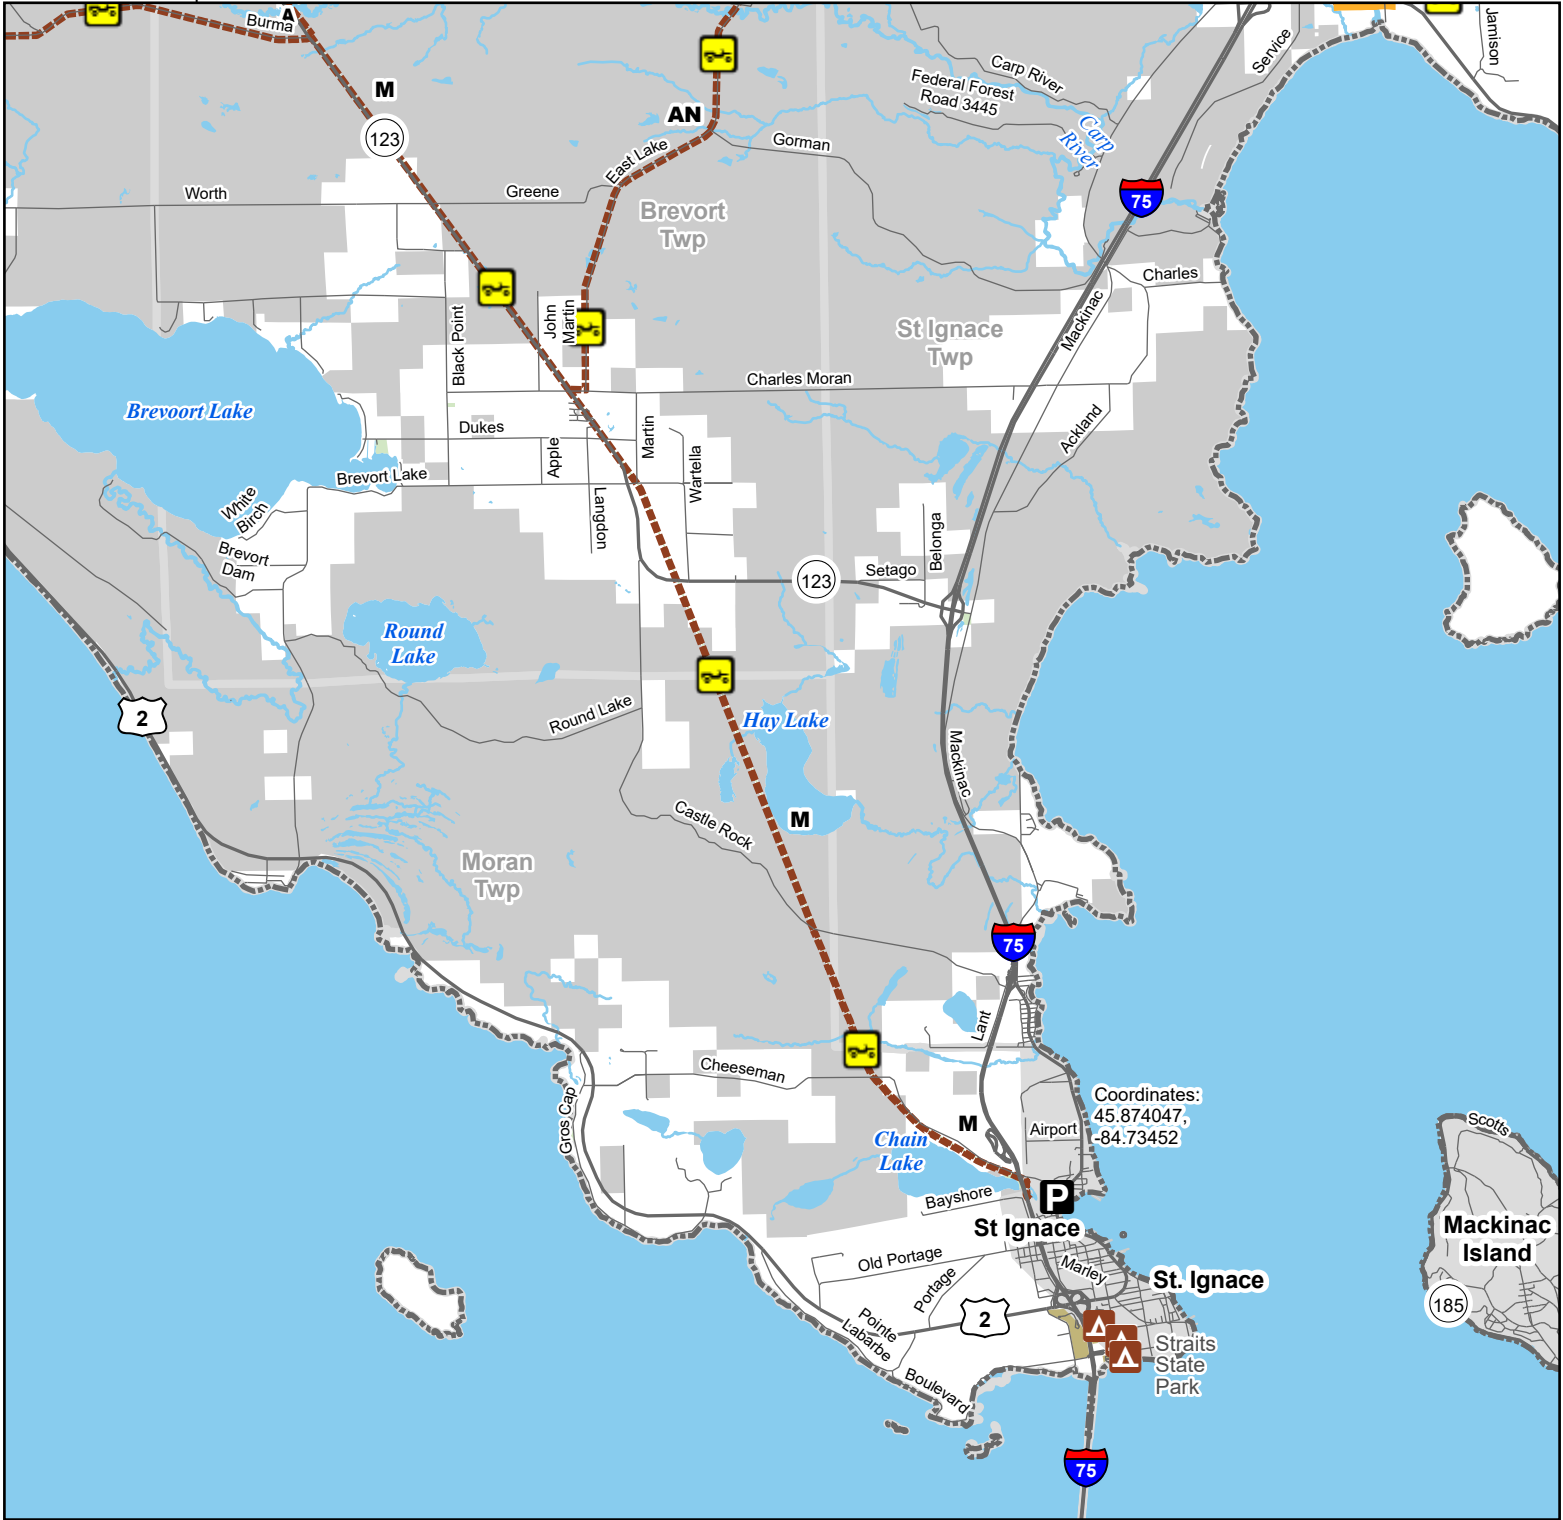 A
Burma
Jamison
Service
M
Carp River
Federal Forest
Road 3445
AN
123
Gorman
Carp
River
East Lake
Worth
Greene
75
Brevort
Twp
Charles
John
Martin
Black Point
St Ignace
Twp
Mackinac
Charles Moran
Brevoort Lake
Dukes
Martin
Ackland
Apple
Wartella
Brevort Lake
White
Birch
Langdon
Belonga
Brevort
Dam
Setago
123
Round
Lake
2
Round Lake
Hay Lake
Mackinac
M
Castle Rock
Moran
Twp
75
Lant
Cheeseman
Gros Cap
Coordinates:
45.874047,
-84.73452
M
Airport
Chain
Lake
Scotts
Bayshore
P
St Ignace
Mackinac
Island
Old Portage
Marley
St. Ignace
Portage
185
2
Pointe
Labarbe
Straits
State
Park
Boulevard
75